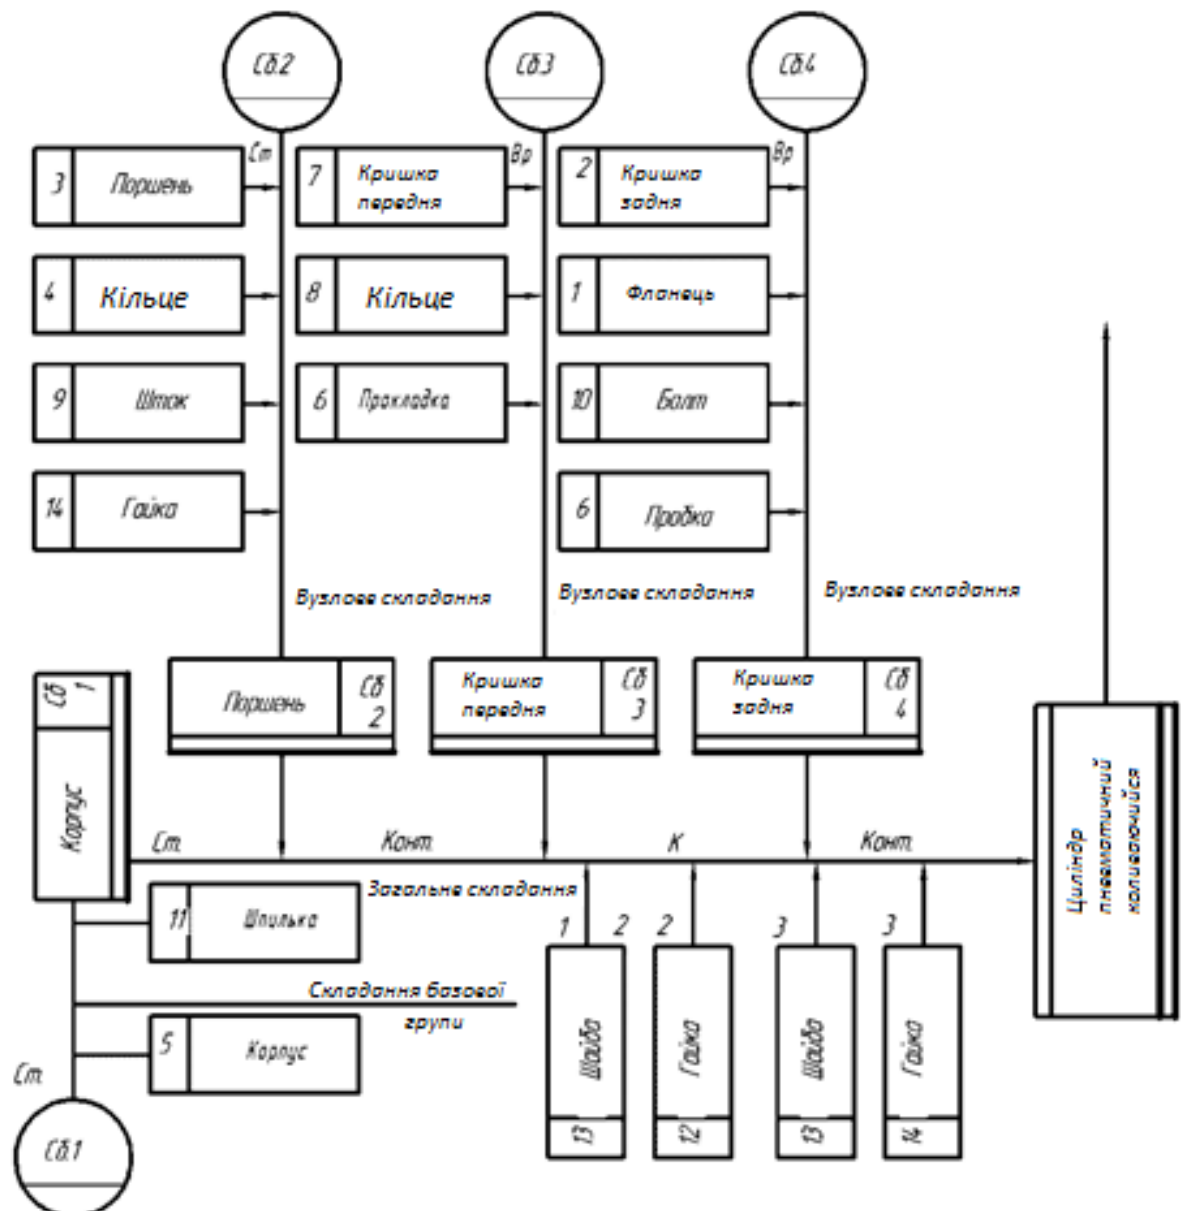 Сб.2
Сб.3
Сб.4
Ст
Вр
Вр
3
Поршень
7
Кришка
передня
2
Кришка
задня
4
Кільце
8
Кільце
1
Фланець
9
Шток
6
Прокладка
10
Болт
14
Гайка
6
Пробка
Вузлове складання
Вузлове складання
Вузлове складання
Сб
1
Корпус
Поршень
Сб
2
Кришка
передня
Сб
3
Кришка
задня
Сб
4
Циліндр
пневматичний
коливаючийся
Ст.
Конт.
К
Конт.
Загальне складання
11
Шпилька
Складання базової
групи
5
Корпус
Ст.
Сб.1
1
2
2
3
3
Шайба
13
Гайка
12
Шайба
13
Гайка
14